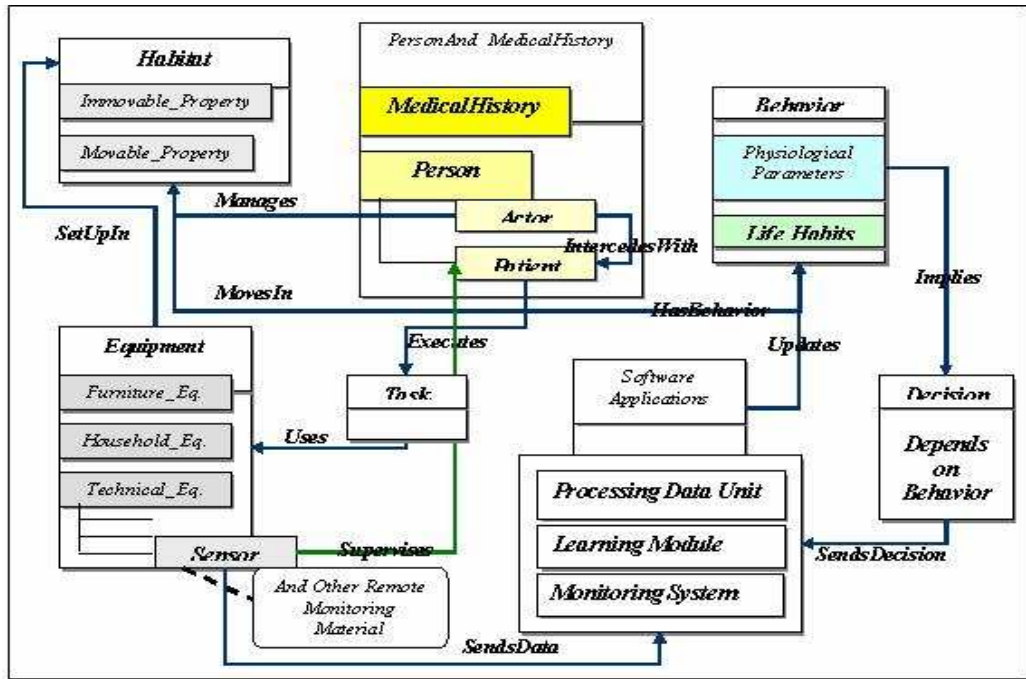 Habitat
Immovable_Property
Movable_Property
PersonAnd MedicalHistory
MedicalHistory
Person
Actor
Patient
Behavior
Physiological
Parameters
Life Habits
Manages
IntercedesWith
SetUpIn
MovesIn
HasBehavior
Implies
Executes
Updates
Equipment
Furniture_Eq.
Household_Eq.
Technical_Eq.
Sensor
Task
Uses
Supervises
Software
Applications
Processing Data Unit
Learning Module
Monitoring System
Decision
Depends
on
Behavior
SendsDecision
And Other Remote
Monitoring
Material
SendsData